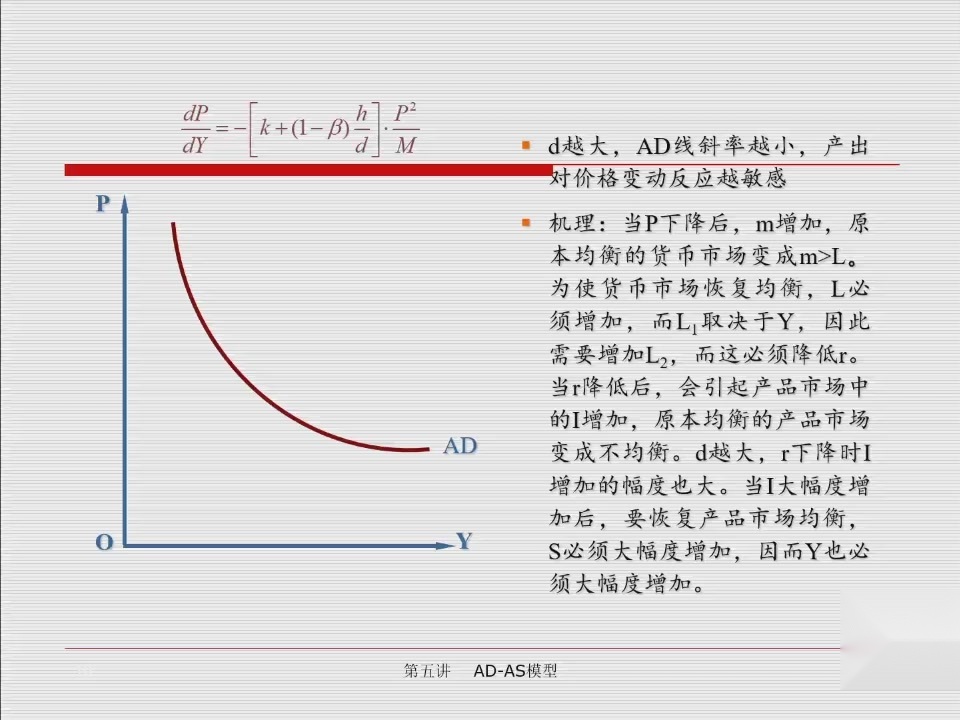 dP/dY = −[k+(1−β)h/d]·P²/M
d越大，AD线斜率越小，产出
对价格变动反应越敏感
机理：当P下降后，m增加，原
本均衡的货币市场变成m>L。
为使货币市场恢复均衡，L必
须增加，而L₁取决于Y，因此
需要增加L₂，而这必须降低r。
当r降低后，会引起产品市场中
的I增加，原本均衡的产品市场
变成不均衡。d越大，r下降时I
增加的幅度也大。当I大幅度增
加后，要恢复产品市场均衡，
S必须大幅度增加，因而Y也必
须大幅度增加。
P
AD
O
Y
第五讲 AD-AS模型